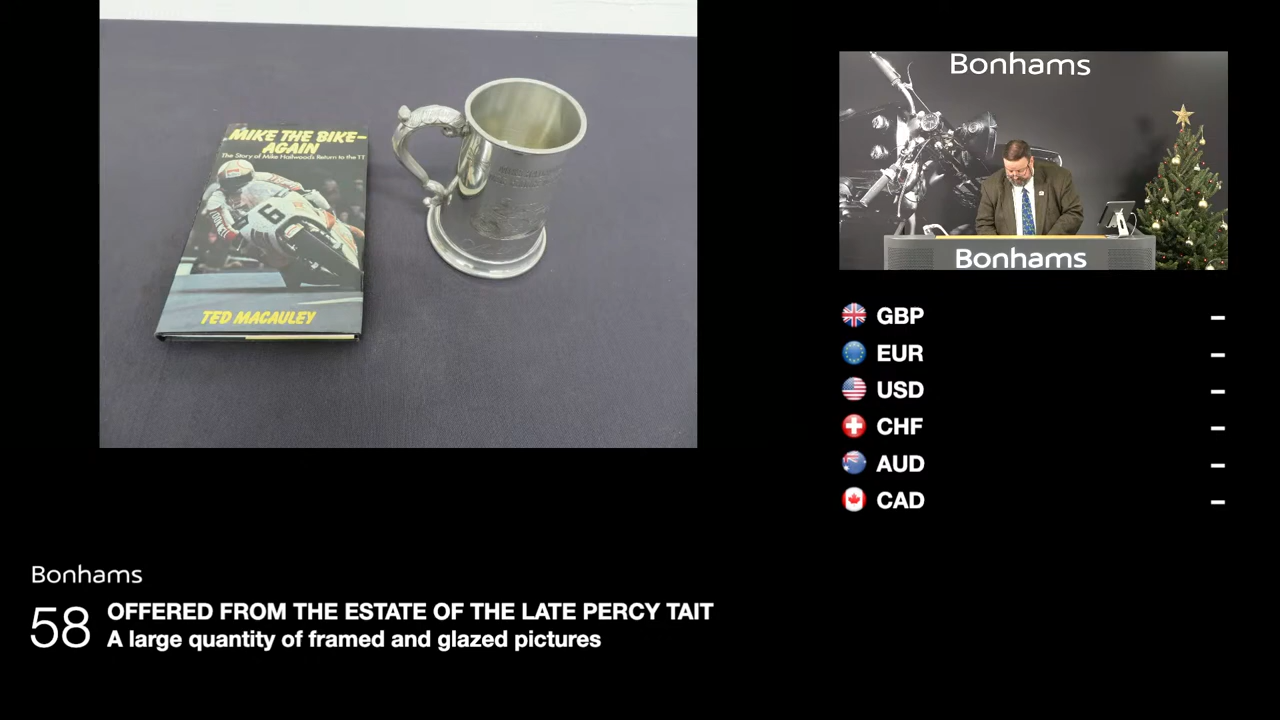 MIKE THE BIKE-
AGAIN
The Story of Mike Hailwood's Return to the TT
6
TED MACAULEY
Bonhams
Bonhams
GBP –
EUR –
USD –
CHF –
AUD –
CAD –
Bonhams
58
OFFERED FROM THE ESTATE OF THE LATE PERCY TAIT
A large quantity of framed and glazed pictures